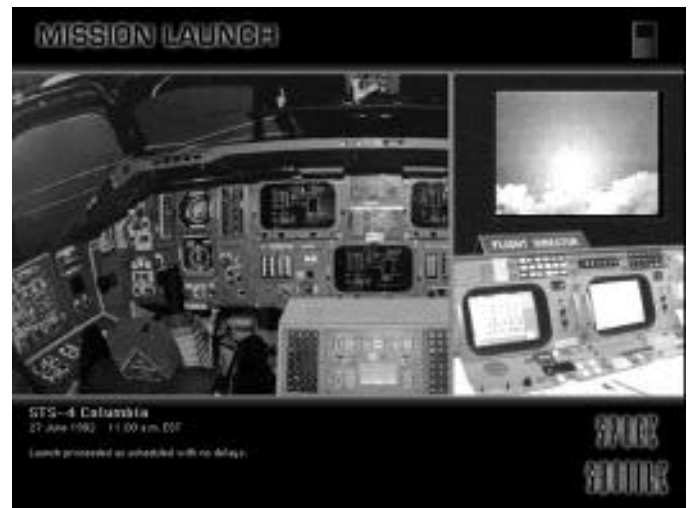 MISSION LAUNCH
FLIGHT DIRECTOR
STS-4 Columbia
27 June 1982 11:00 a.m. EDT
Launch proceeded as scheduled with no delays.
SPACE
SHUTTLE